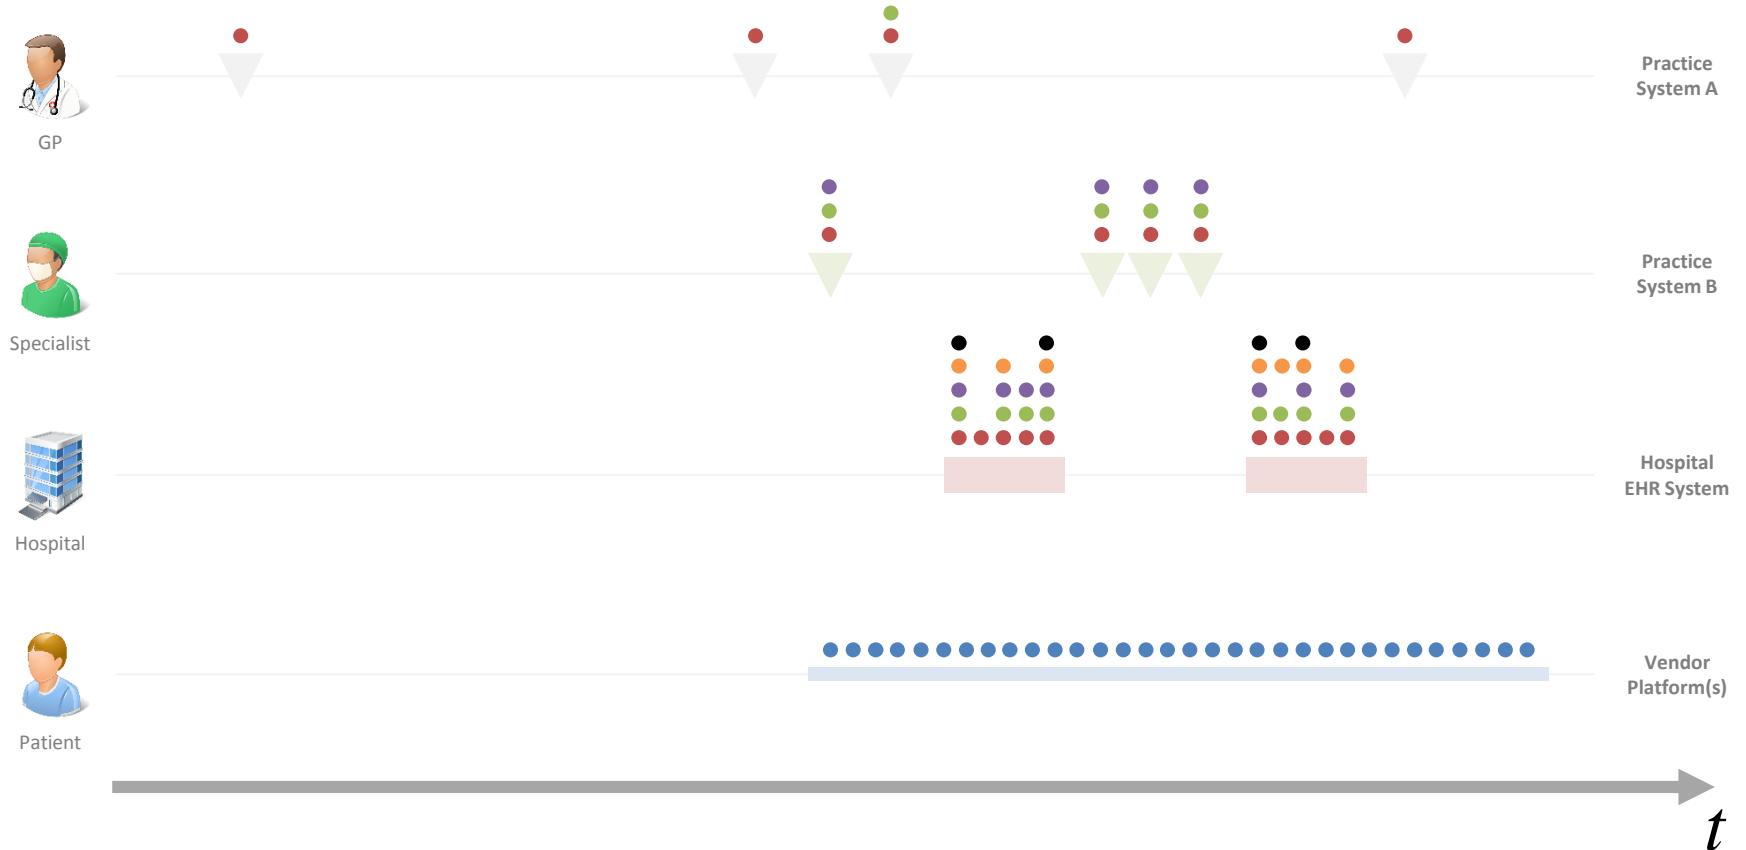 GP
Practice
System A
Specialist
Practice
System B
Hospital
Hospital
EHR System
Patient
Vendor
Platform(s)
t